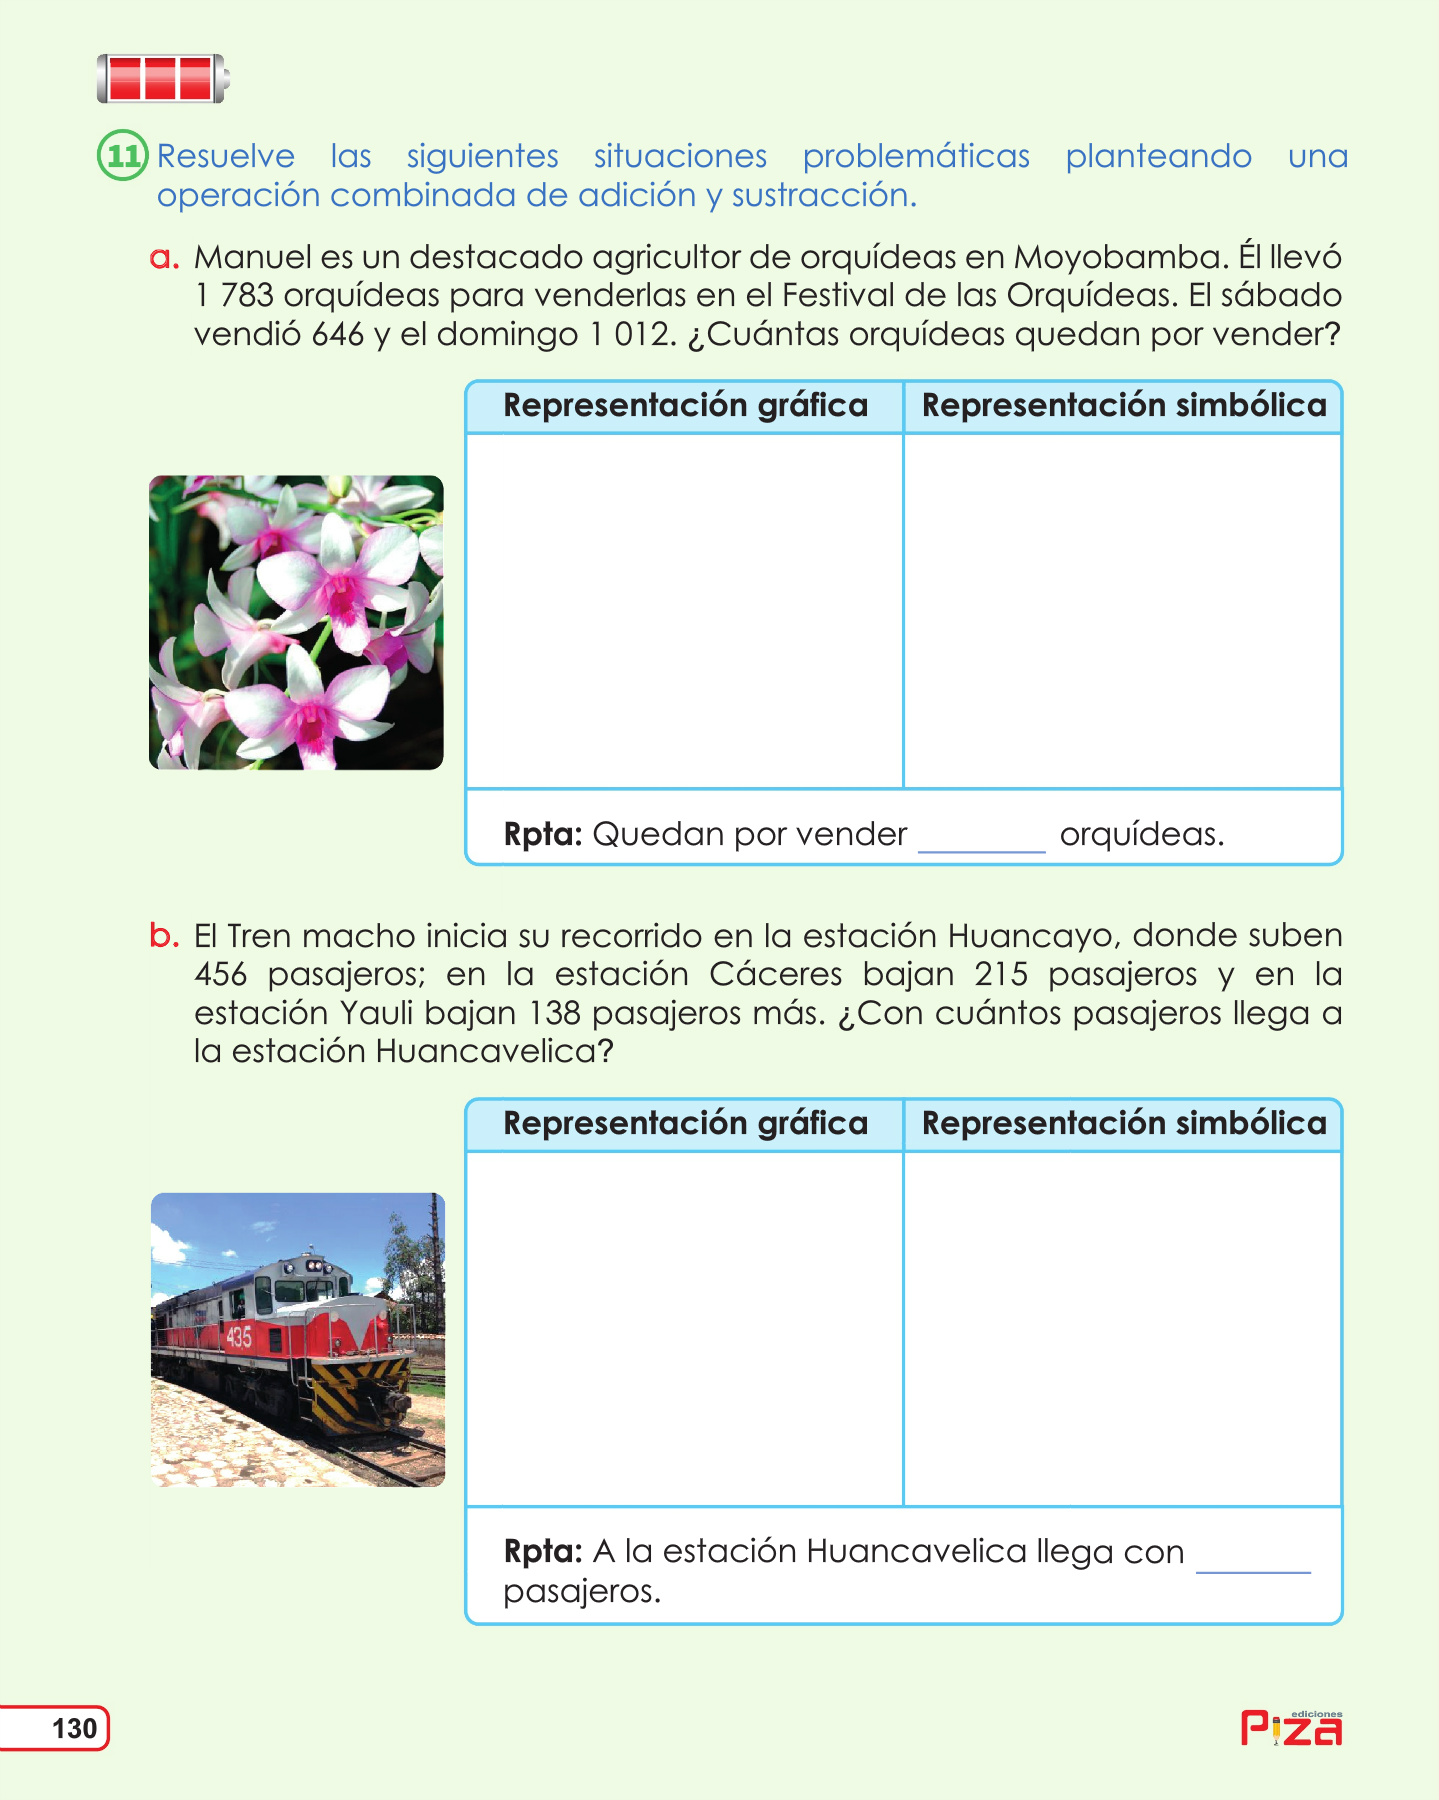 11 Resuelve las siguientes situaciones problemáticas planteando una
operación combinada de adición y sustracción.
a. Manuel es un destacado agricultor de orquídeas en Moyobamba. Él llevó
1 783 orquídeas para venderlas en el Festival de las Orquídeas. El sábado
vendió 646 y el domingo 1 012. ¿Cuántas orquídeas quedan por vender?
Representación gráfica Representación simbólica
Rpta: Quedan por vender ________ orquídeas.
b. El Tren macho inicia su recorrido en la estación Huancayo, donde suben
456 pasajeros; en la estación Cáceres bajan 215 pasajeros y en la
estación Yauli bajan 138 pasajeros más. ¿Con cuántos pasajeros llega a
la estación Huancavelica?
Representación gráfica Representación simbólica
435
Rpta: A la estación Huancavelica llega con ________
pasajeros.
130
ediciones
Piza